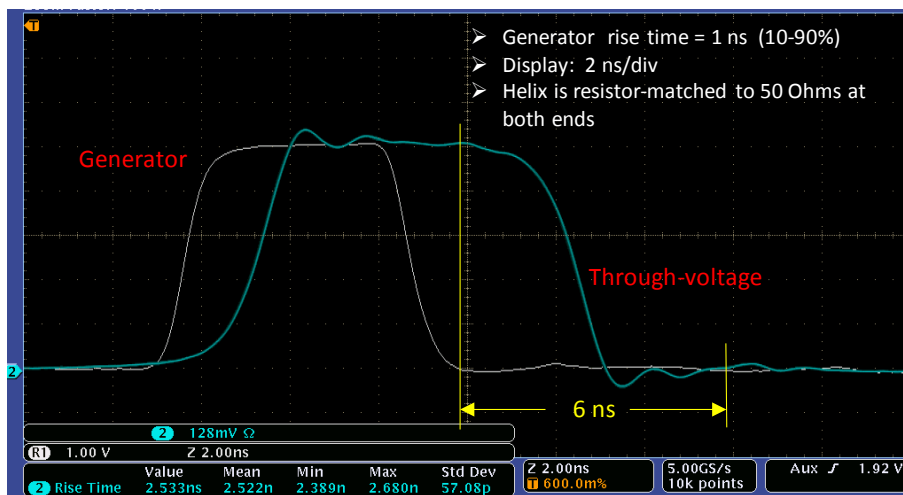 T
➢ Generator rise time = 1 ns (10-90%)
➢ Display: 2 ns/div
➢ Helix is resistor-matched to 50 Ohms at
both ends
Generator
Through-voltage
2
6 ns
2 128mV Ω
R1 1.00 V Z 2.00ns
Value Mean Min Max Std Dev
2 Rise Time 2.533ns 2.522n 2.389n 2.680n 57.08p
Z 2.00ns
T 600.0m%
5.00GS/s
10k points
Aux 1.92 V